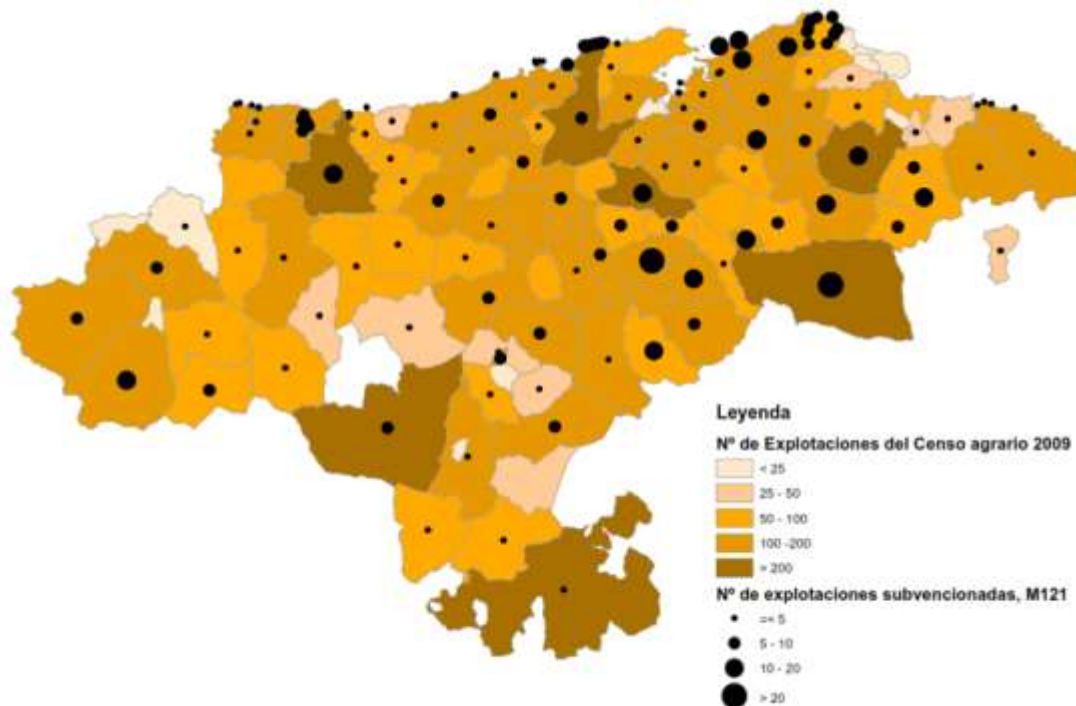 Leyenda
Nº de Explotaciones del Censo agrario 2009
< 25
25 - 50
50 - 100
100 -200
> 200
Nº de explotaciones subvencionadas, M121
=< 5
5 - 10
10 - 20
> 20